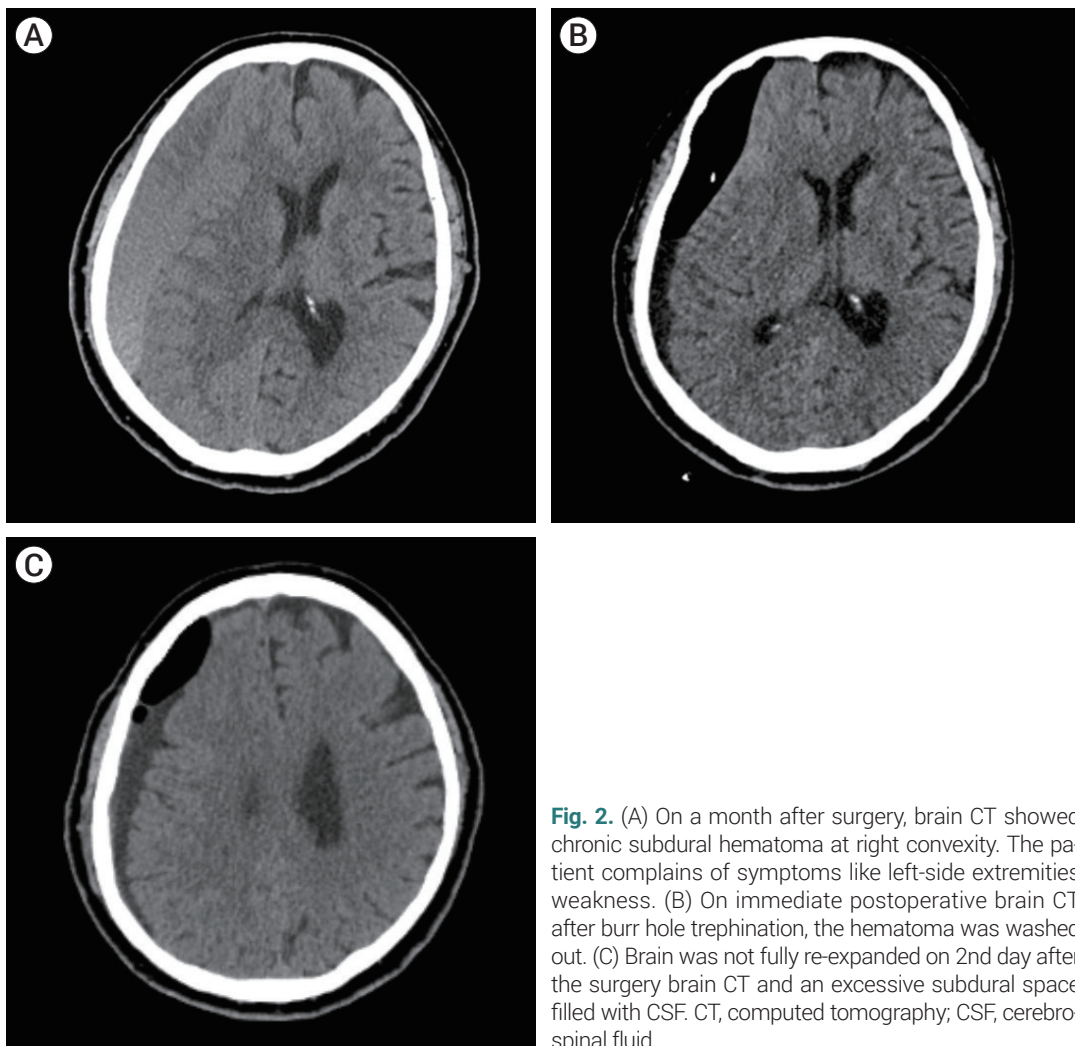 A
B
C
Fig. 2. (A) On a month after surgery, brain CT showed
chronic subdural hematoma at right convexity. The pa-
tient complains of symptoms like left-side extremities
weakness. (B) On immediate postoperative brain CT
after burr hole trephination, the hematoma was washed
out. (C) Brain was not fully re-expanded on 2nd day after
the surgery brain CT and an excessive subdural space
filled with CSF. CT, computed tomography; CSF, cerebro-
spinal fluid